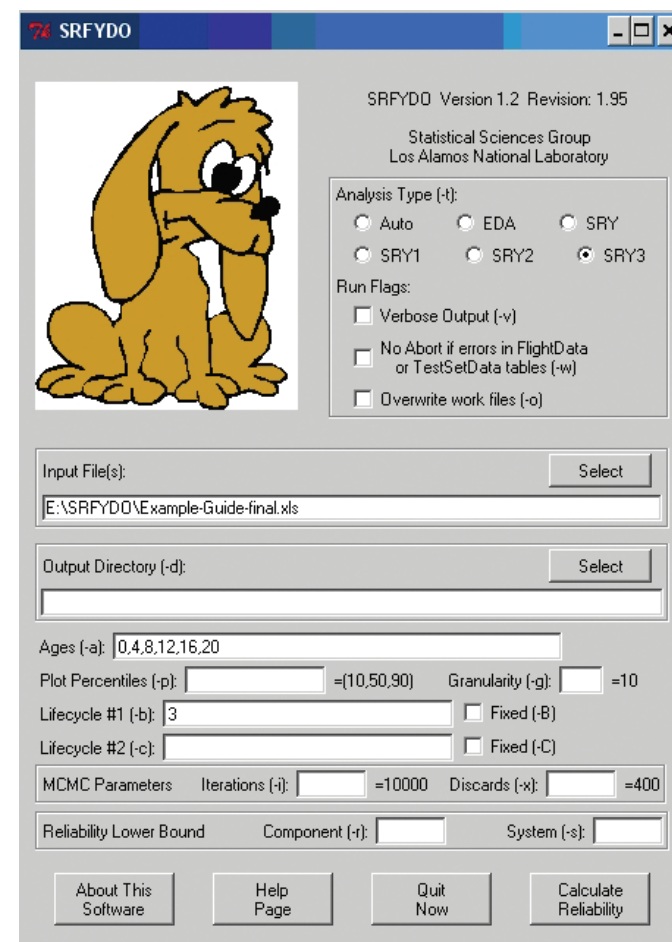 SRFYDO
SRFYDO Version 1.2 Revision: 1.95
Statistical Sciences Group
Los Alamos National Laboratory
Analysis Type (-t):
Auto EDA SRY
SRY1 SRY2 SRY3
Run Flags:
Verbose Output (-v)
No Abort if errors in FlightData
or TestSetData tables (-w)
Overwrite work files (-o)
Input File(s): Select
E:\SRFYDO\Example-Guide-final.xls
Output Directory (-d): Select
Ages (-a): 0,4,8,12,16,20
Plot Percentiles (-p): =(10,50,90) Granularity (-g): =10
Lifecycle #1 (-b): 3 Fixed (-B)
Lifecycle #2 (-c): Fixed (-C)
MCMC Parameters Iterations (-i): =10000 Discards (-x): =400
Reliability Lower Bound Component (-r): System (-s):
About This Help Quit Calculate
Software Page Now Reliability